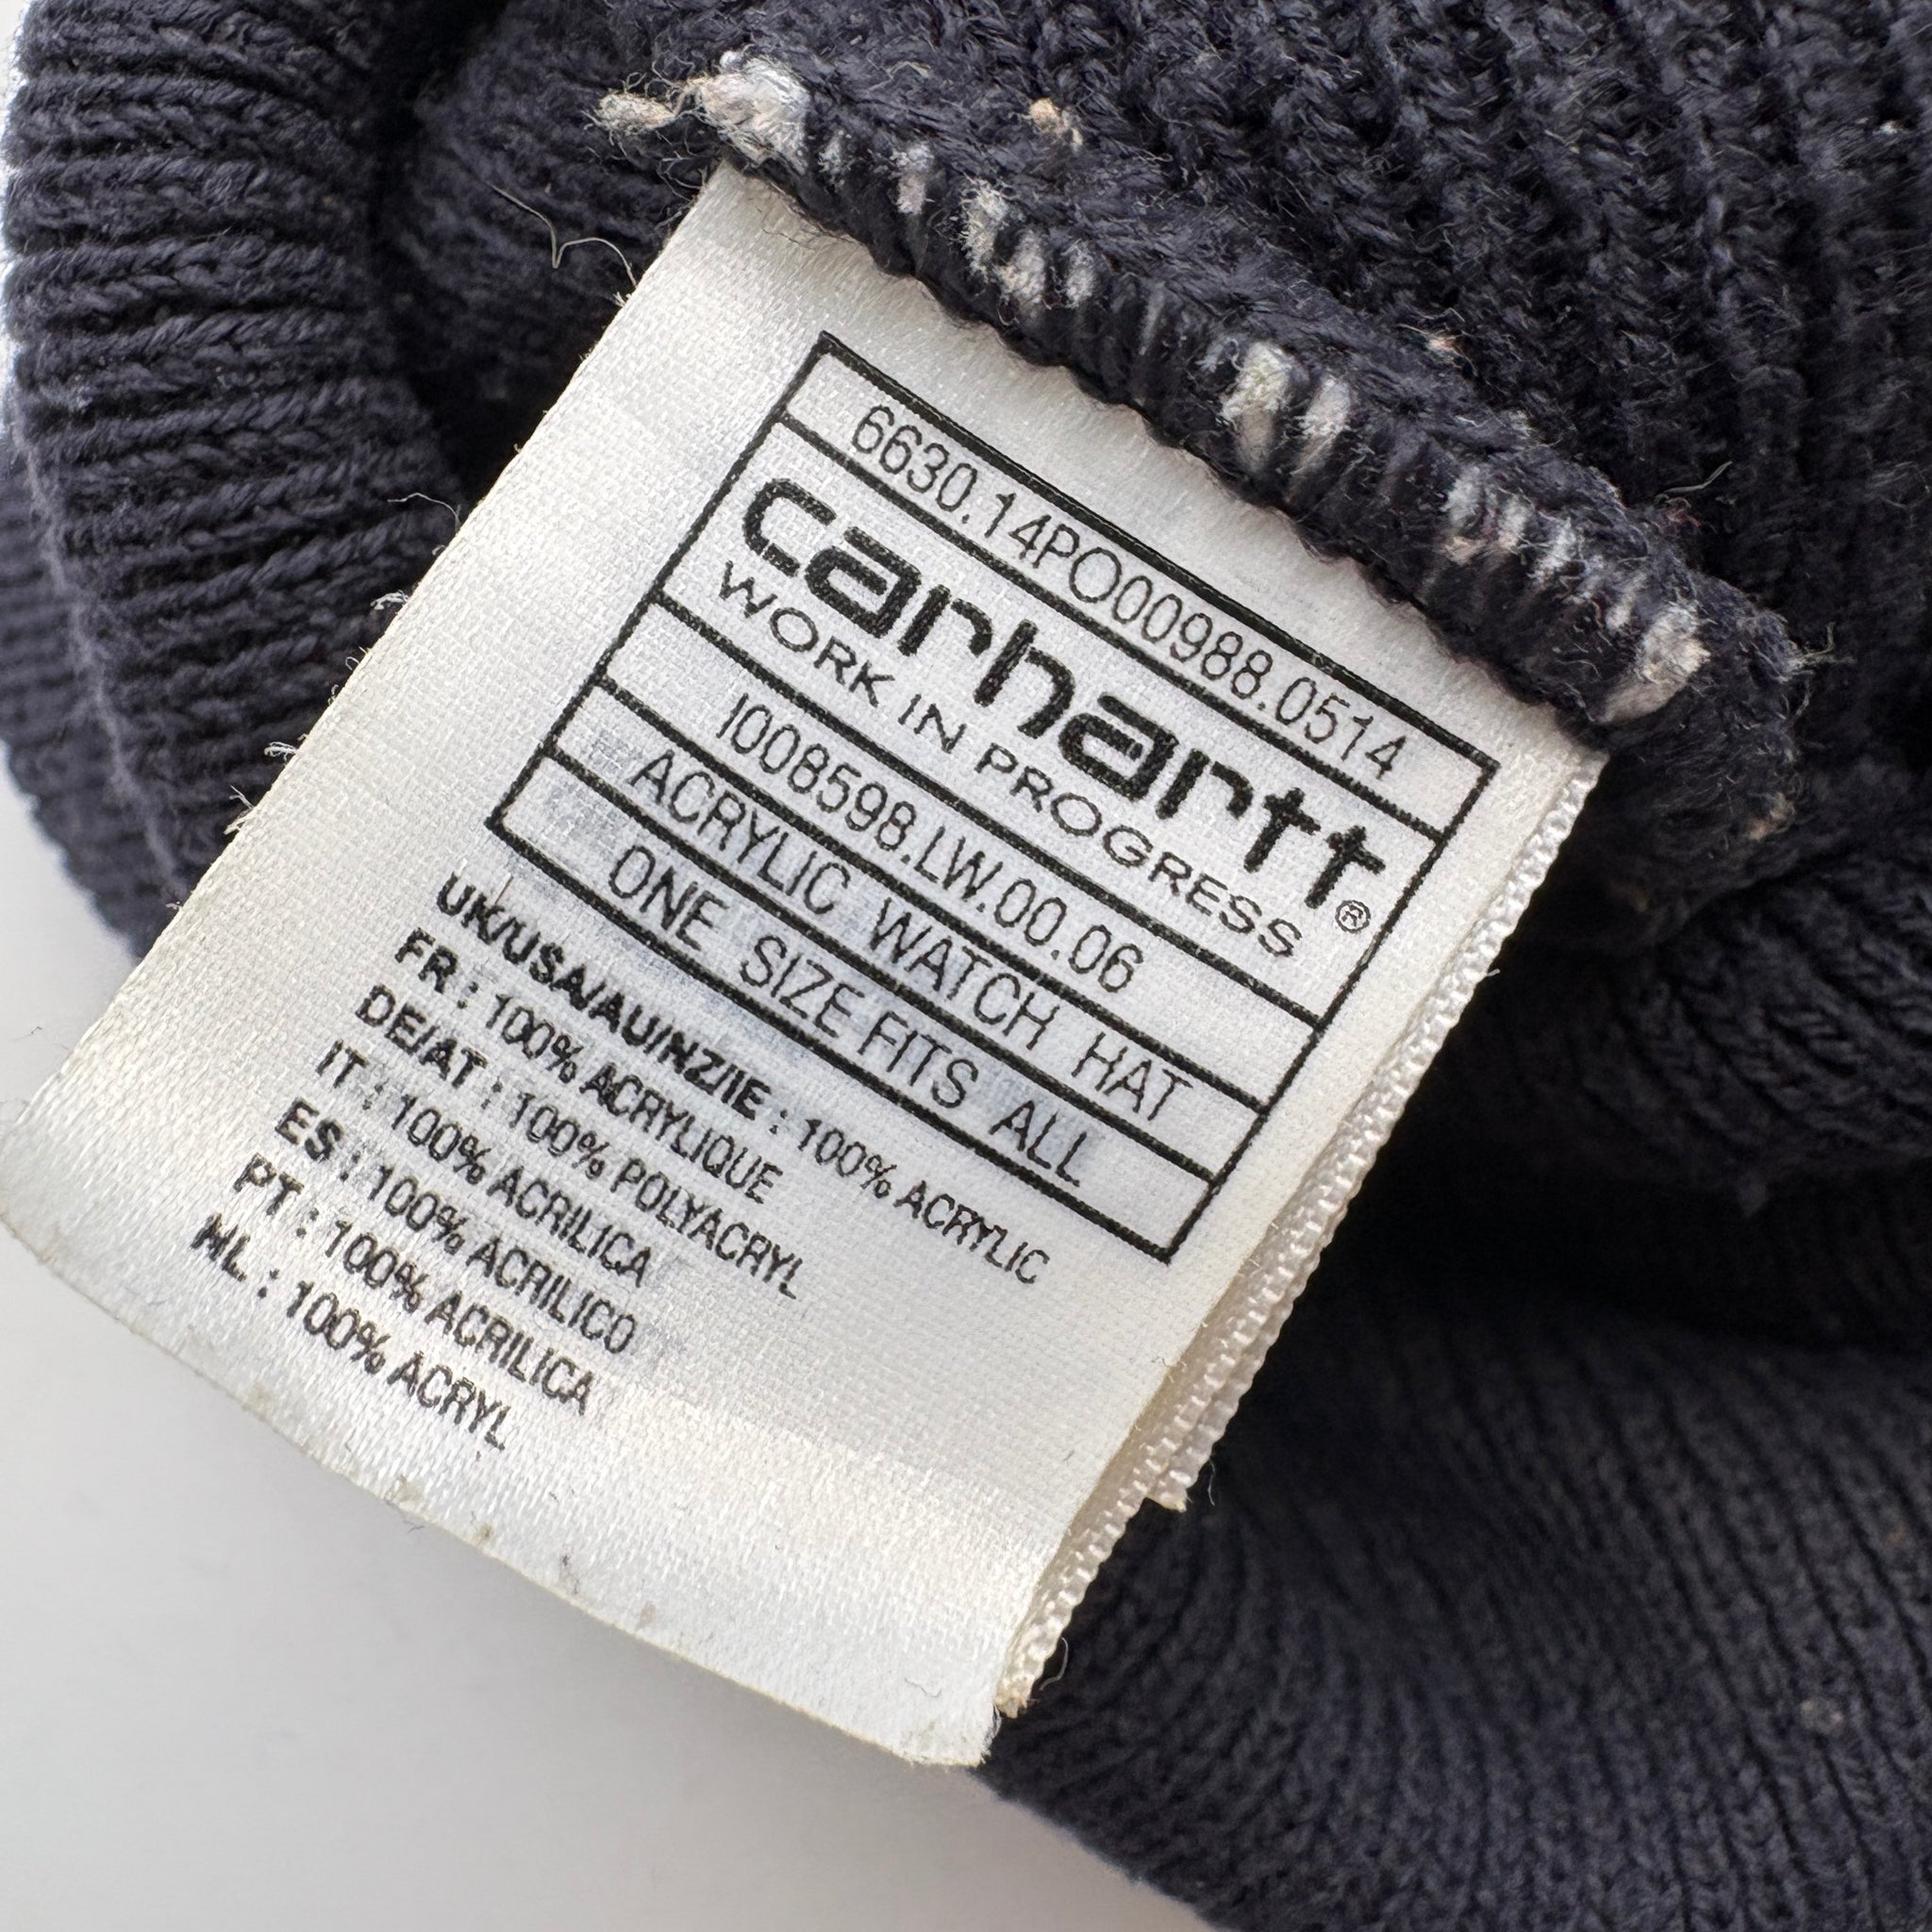 6630.14PO00988.0514
carhartt®
WORK IN PROGRESS
I008598.LW.00.06
ACRYLIC WATCH HAT
ONE SIZE FITS ALL
UK/USA/AU/NZ/IE : 100% ACRYLIC
FR : 100% ACRYLIQUE
DE/AT : 100% POLYACRYL
IT : 100% ACRILICA
ES : 100% ACRILICO
PT : 100% ACRILICA
NL : 100% ACRYL